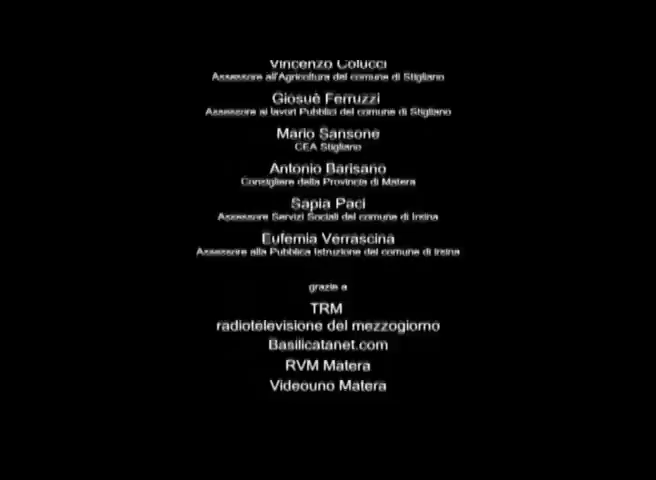 Vincenzo Colucci
Assessore all'Agricoltura del comune di Stigliano
Giosuè Ferruzzi
Assessore ai lavori Pubblici del comune di Stigliano
Mario Sansone
CEA Stigliano
Antonio Barisano
Consigliere della Provincia di Matera
Sapia Paci
Assessore Servizi Sociali del comune di Irsina
Eufemia Verrascina
Assessore alla Pubblica Istruzione del comune di Irsina
grazie a
TRM
radiotelevisione del mezzogiorno
Basilicatanet.com
RVM Matera
Videouno Matera